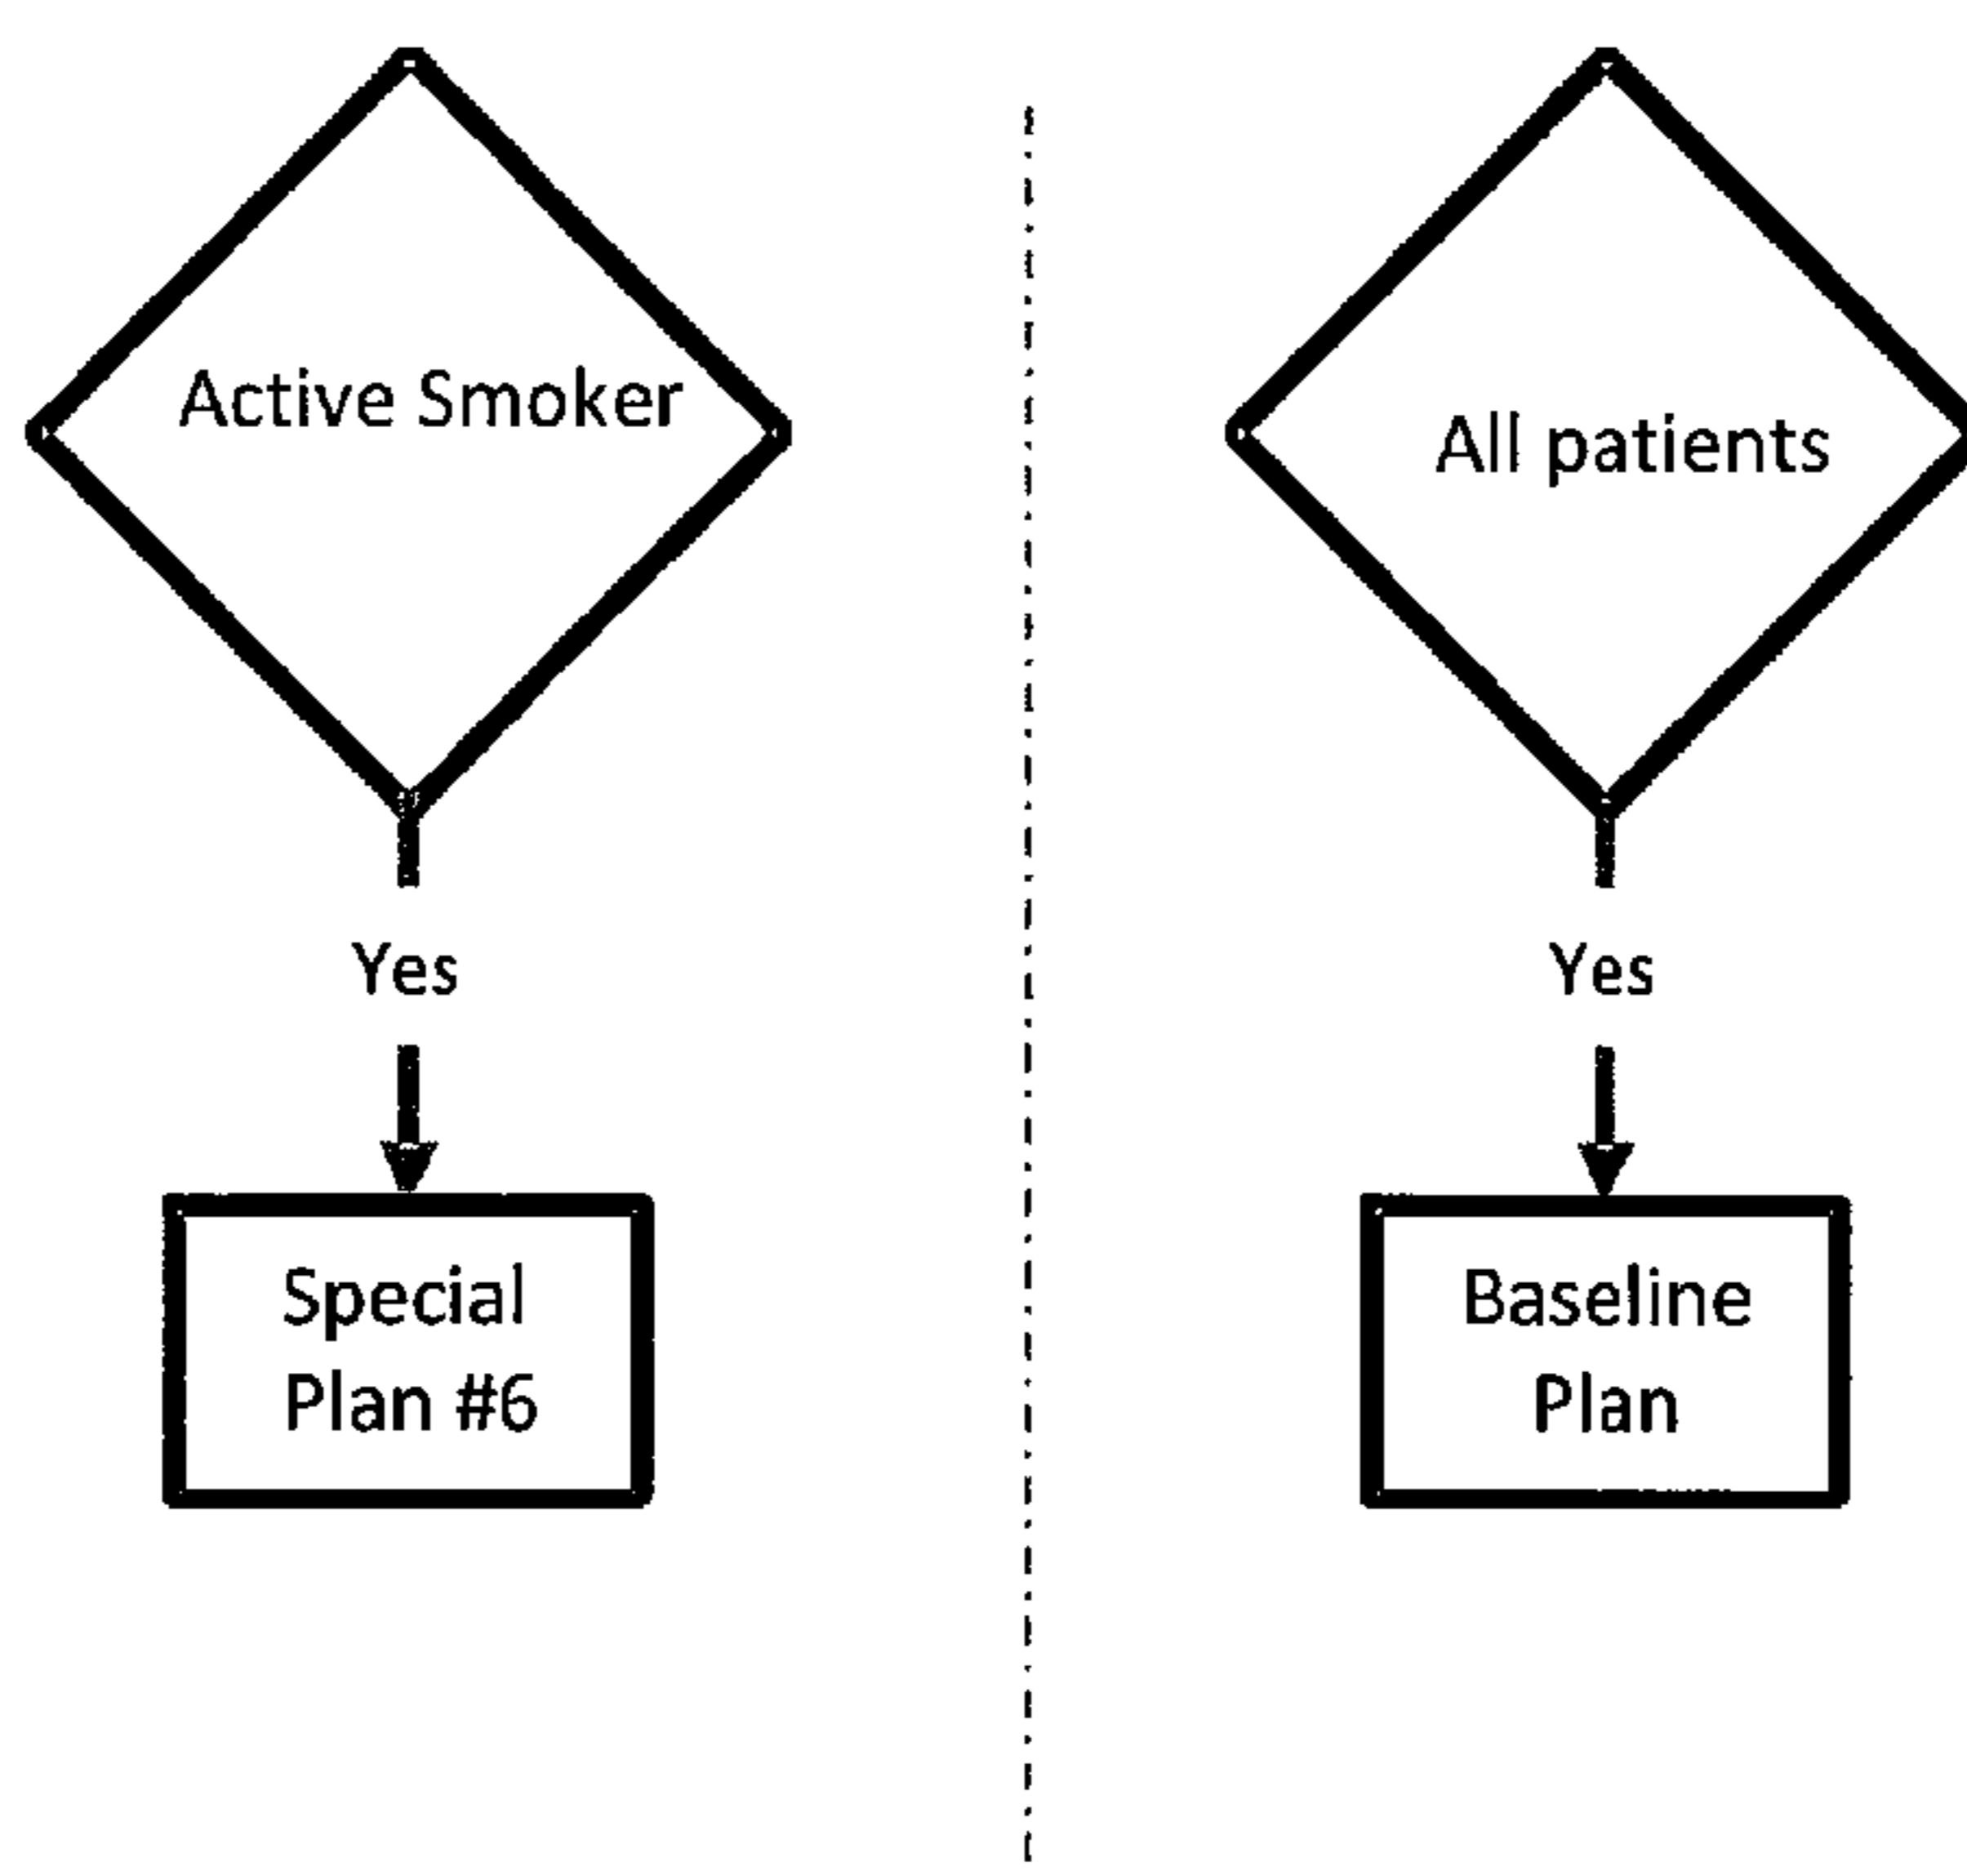 Active Smoker
Yes
Special
Plan #6
All patients
Yes
Baseline
Plan